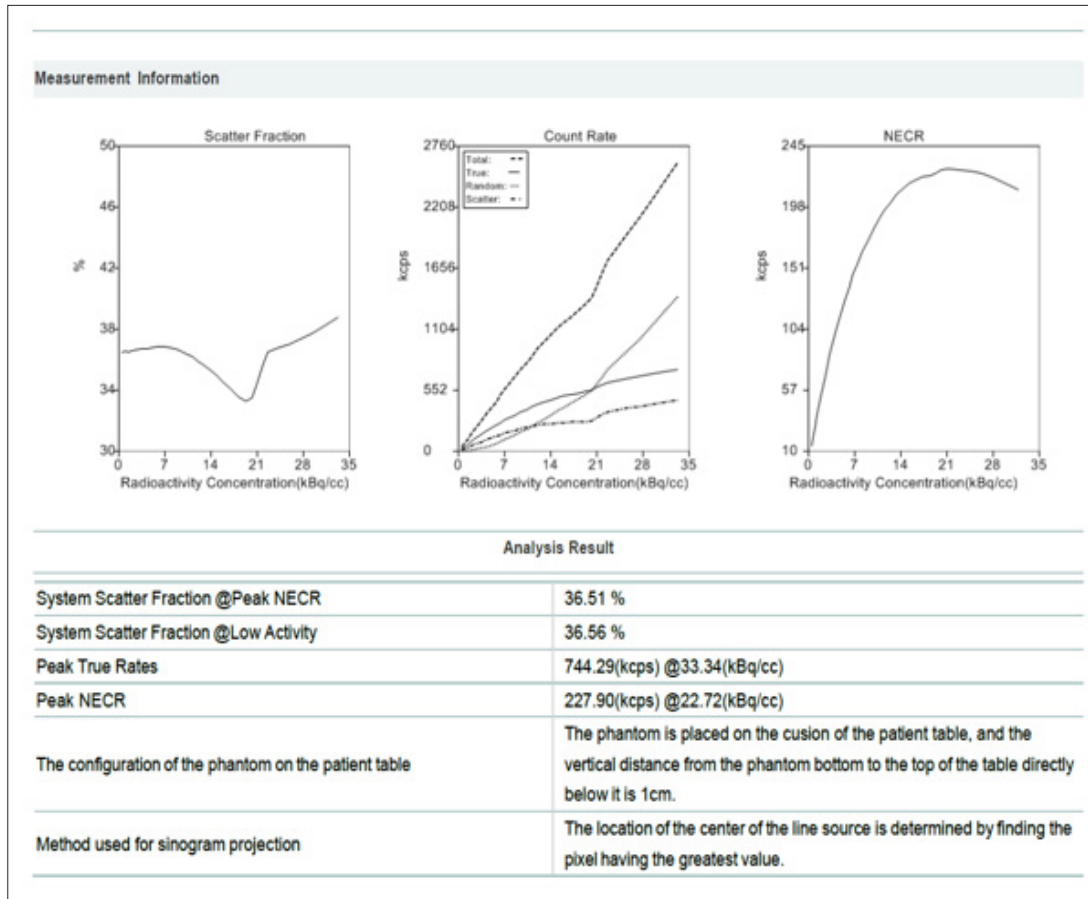 Measurement Information
Scatter Fraction
50
46
42
38
34
30
%
0 7 14 21 28 35
Radioactivity Concentration(kBq/cc)
Count Rate
2760
2208
1656
1104
552
0
kcps
Total:
True:
Random:
Scatter:
0 7 14 21 28 35
Radioactivity Concentration(kBq/cc)
NECR
245
198
151
104
57
10
kcps
0 7 14 21 28 35
Radioactivity Concentration(kBq/cc)
Analysis Result
System Scatter Fraction @Peak NECR 36.51 %
System Scatter Fraction @Low Activity 36.56 %
Peak True Rates 744.29(kcps) @33.34(kBq/cc)
Peak NECR 227.90(kcps) @22.72(kBq/cc)
The configuration of the phantom on the patient table
The phantom is placed on the cusion of the patient table, and the
vertical distance from the phantom bottom to the top of the table directly
below it is 1cm.
Method used for sinogram projection
The location of the center of the line source is determined by finding the
pixel having the greatest value.